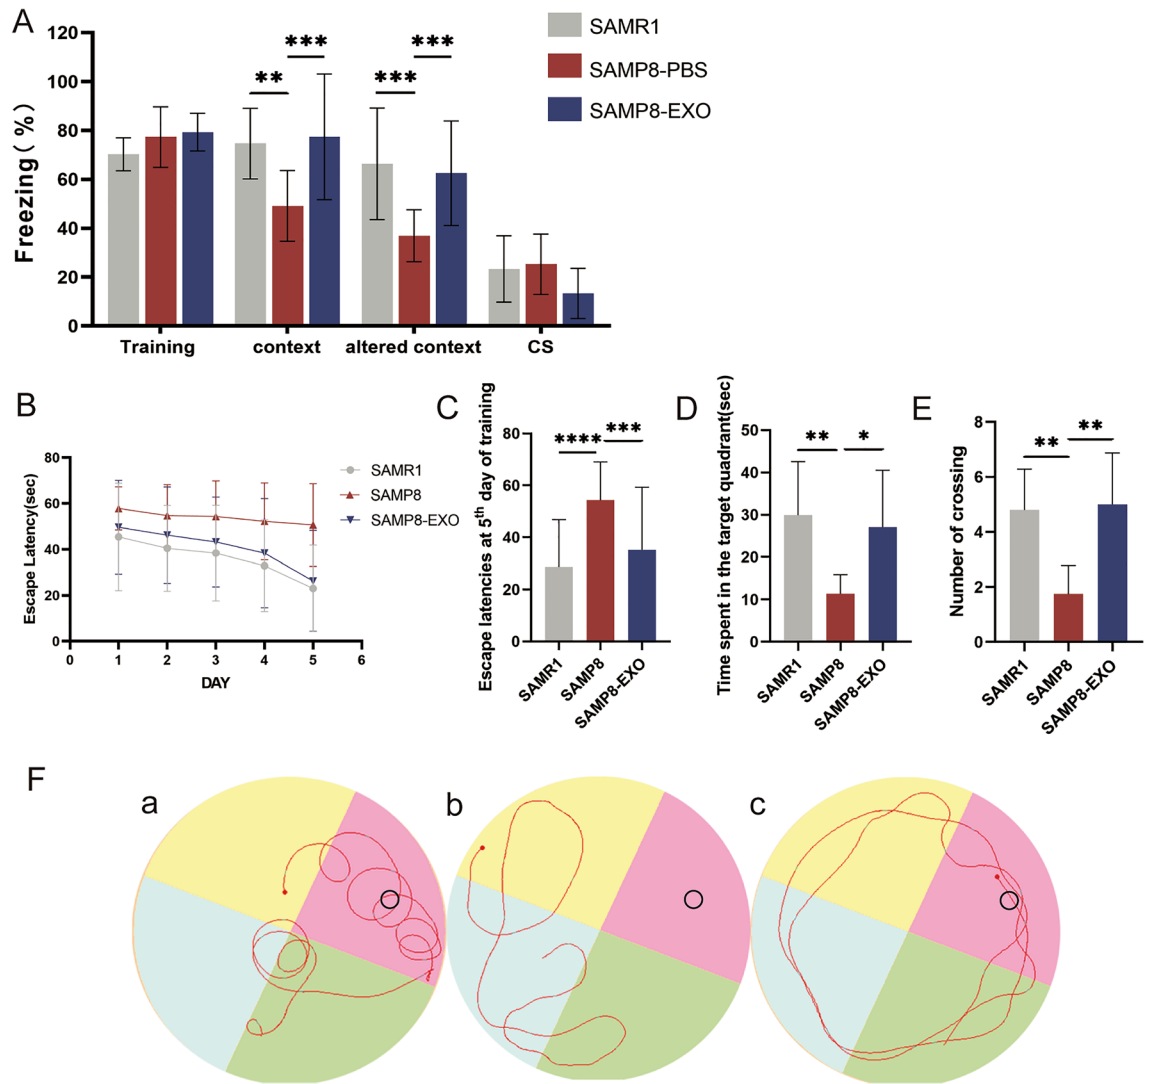 A
Freezing( %)
120
100
80
60
40
20
0
** *** *** ***
Training context altered context CS
SAMR1
SAMP8-PBS
SAMP8-EXO
B
Escape Latency(sec)
80
60
40
20
0
0 1 2 3 4 5 6
DAY
SAMR1
SAMP8
SAMP8-EXO
C
Escape latencies at 5th day of training
80
60
40
20
0
**** ***
SAMR1
SAMP8
SAMP8-EXO
D
Time spent in the target quadrant(sec)
50
40
30
20
10
0
** *
SAMR1
SAMP8
SAMP8-EXO
E
Number of crossing
8
6
4
2
0
** **
SAMR1
SAMP8
SAMP8-EXO
F
a
b
c